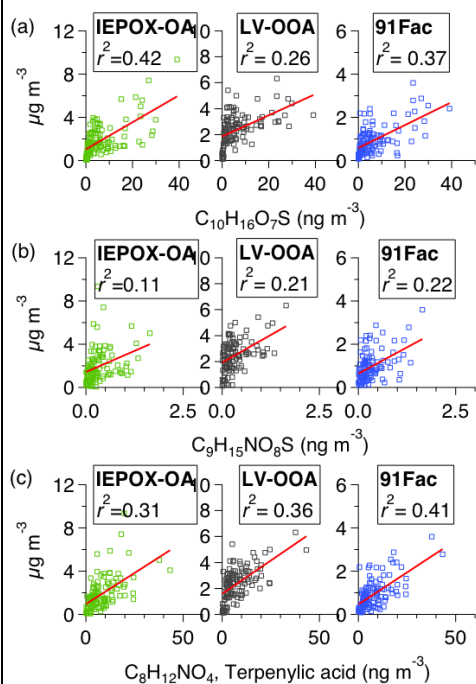 (a)
IEPOX-OA
r²=0.42
LV-OOA
r²=0.26
91Fac
r²=0.37
µg m⁻³
12 8 4 0
10 8 6 4 2 0
6 4 2 0
0 20 40
0 20 40
0 20 40
C₁₀H₁₆O₇S (ng m⁻³)
(b)
IEPOX-OA
r²=0.11
LV-OOA
r²=0.21
91Fac
r²=0.22
µg m⁻³
12 8 4 0
8 6 4 2 0
6 4 2 0
0.0 2.5
0.0 2.5
0.0 2.5
C₉H₁₅NO₈S (ng m⁻³)
(c)
IEPOX-OA
r²=0.31
LV-OOA
r²=0.36
91Fac
r²=0.41
µg m⁻³
12 8 4 0
8 6 4 2 0
6 4 2 0
0 50
0 50
0 50
C₈H₁₂NO₄, Terpenylic acid (ng m⁻³)